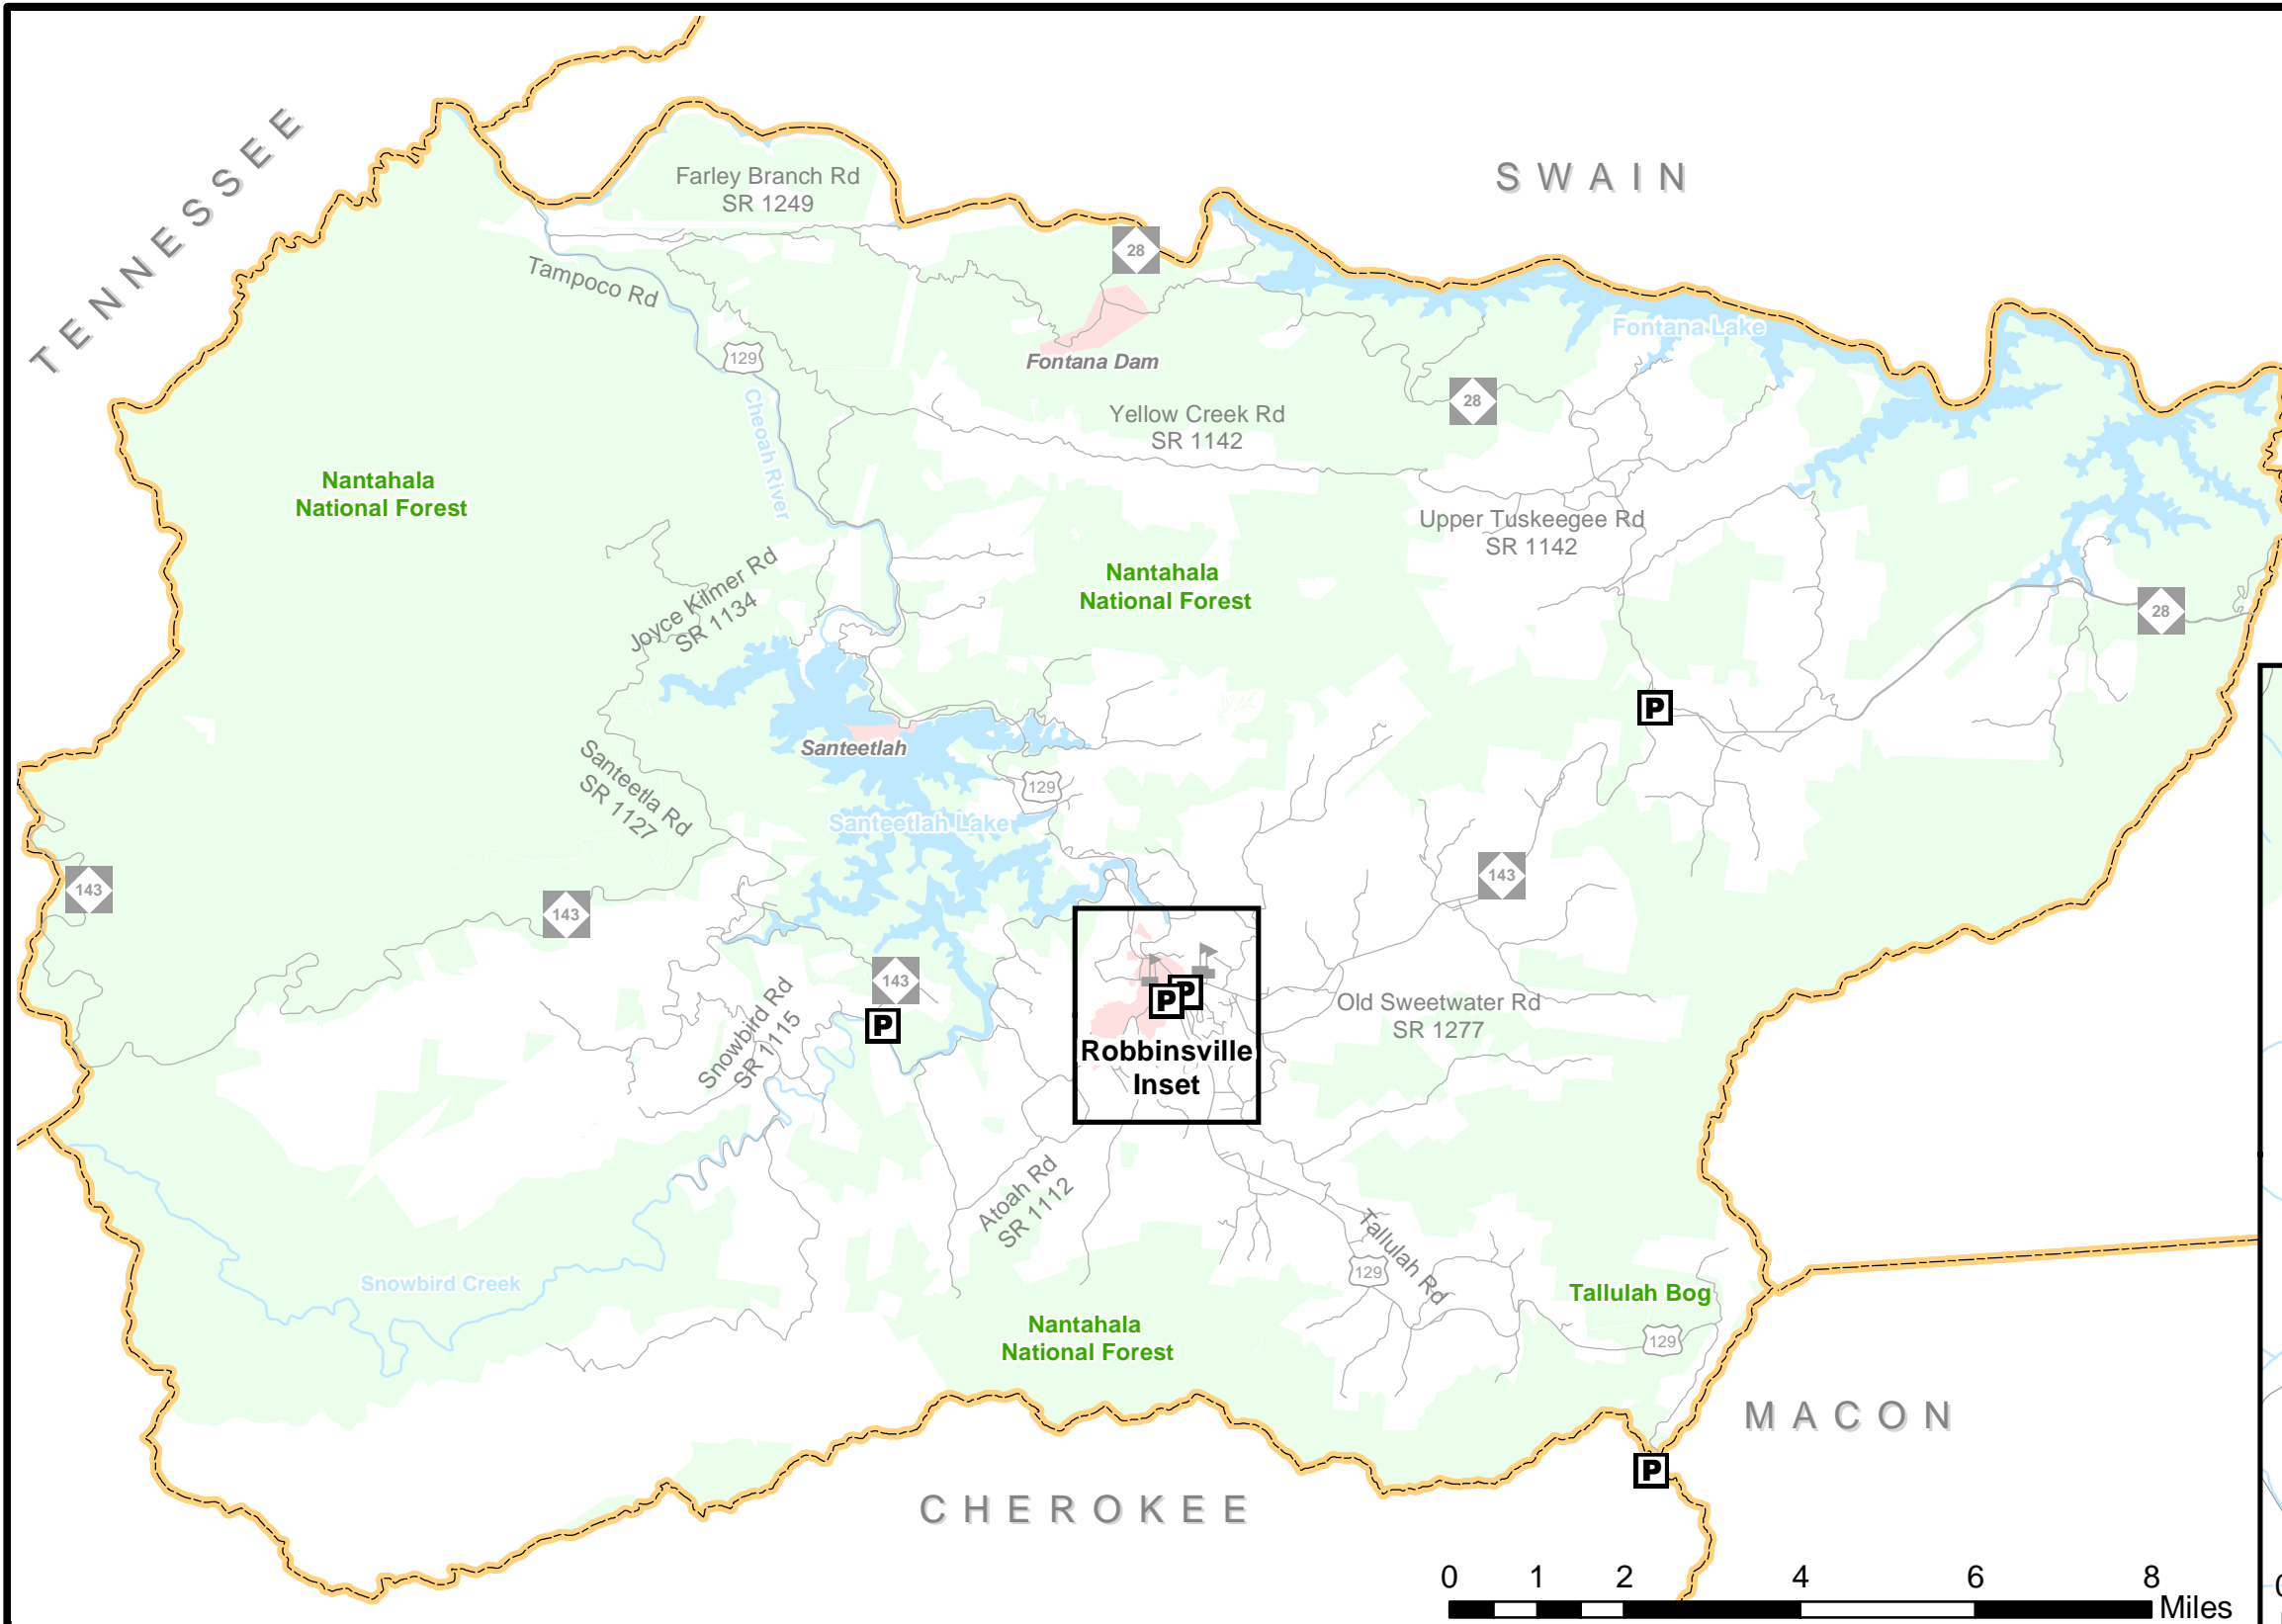 TENNESSEE
SWAIN
Farley Branch Rd
SR 1249
28
Tampoco Rd
Fontana Lake
129
Fontana Dam
Cheoah River
28
Yellow Creek Rd
SR 1142
Nantahala
National Forest
Upper Tuskeegee Rd
SR 1142
Joyce Kilmer Rd
SR 1134
Nantahala
National Forest
28
P
Santeetlah
Santeetla Rd
SR 1127
129
Santeetlah Lake
143
143
143
143
P
P
P
Snowbird Rd
SR 1115
Old Sweetwater Rd
SR 1277
Robbinsville
Inset
Atoah Rd
SR 1112
Tallulah Rd
129
Snowbird Creek
Tallulah Bog
Nantahala
National Forest
129
MACON
P
CHEROKEE
0 1 2 4 6 8
Miles